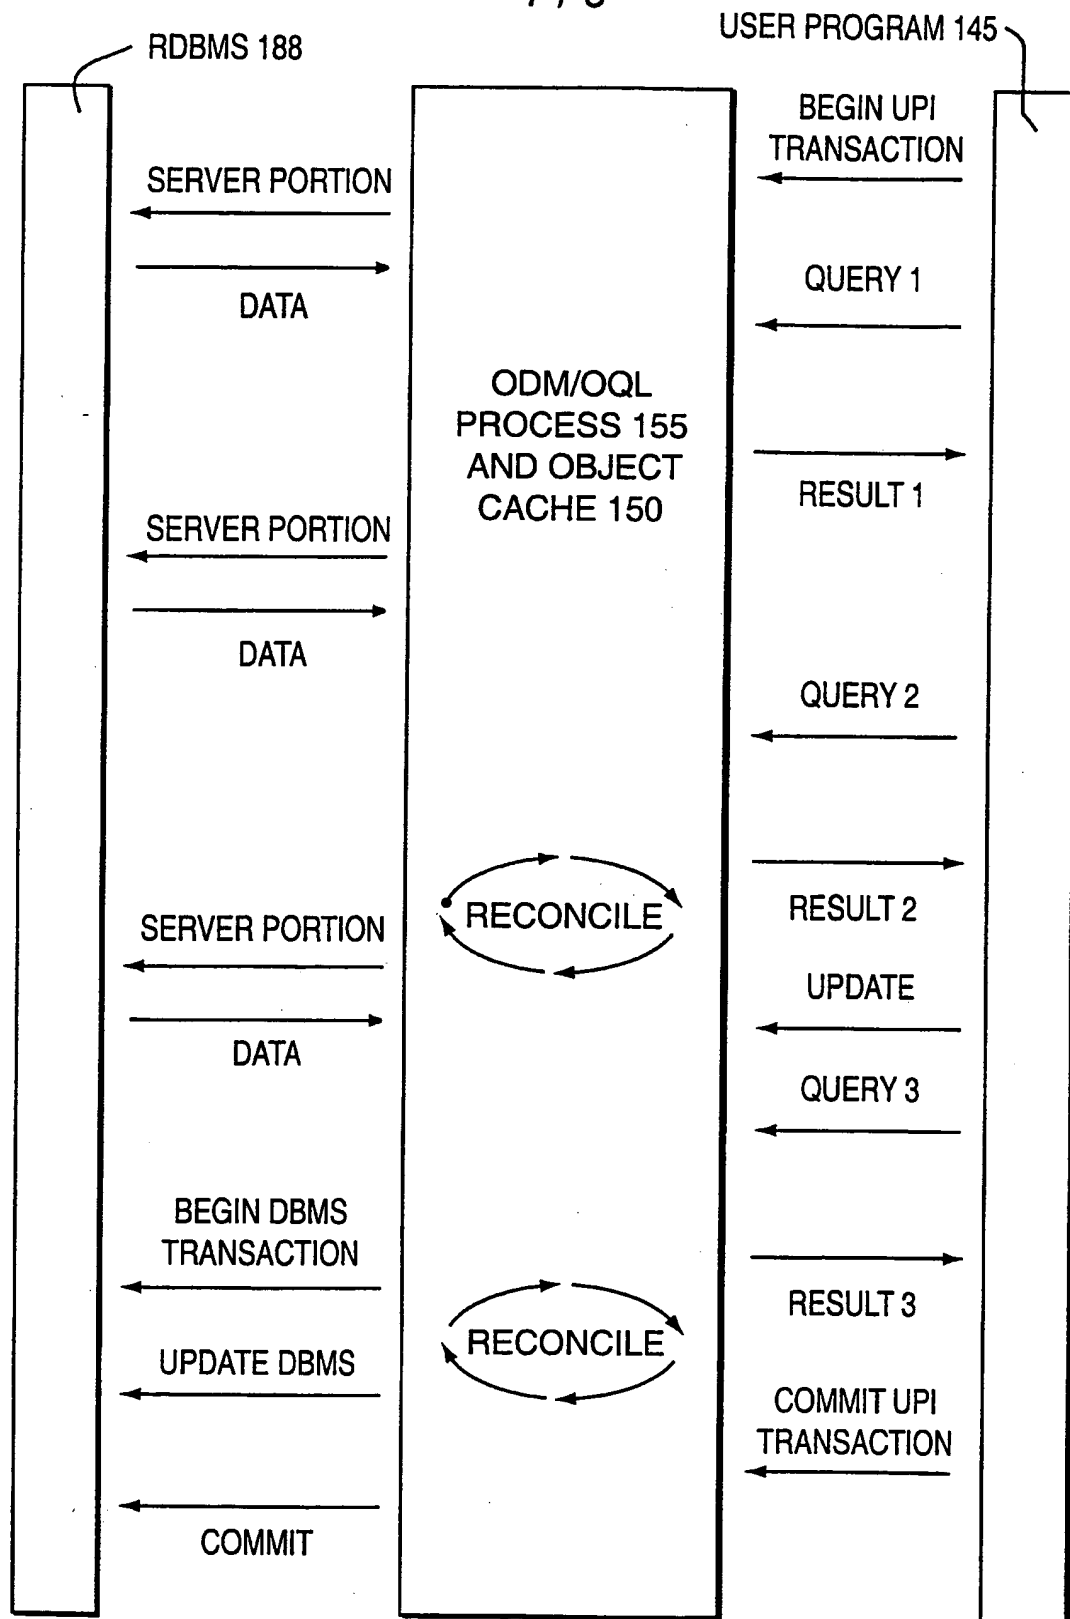 USER PROGRAM 145
RDBMS 188
BEGIN UPI
TRANSACTION
SERVER PORTION
DATA
QUERY 1
ODM/OQL
PROCESS 155
AND OBJECT
CACHE 150
RESULT 1
SERVER PORTION
DATA
QUERY 2
RECONCILE
RESULT 2
SERVER PORTION
UPDATE
DATA
QUERY 3
BEGIN DBMS
TRANSACTION
RESULT 3
RECONCILE
UPDATE DBMS
COMMIT UPI
TRANSACTION
COMMIT